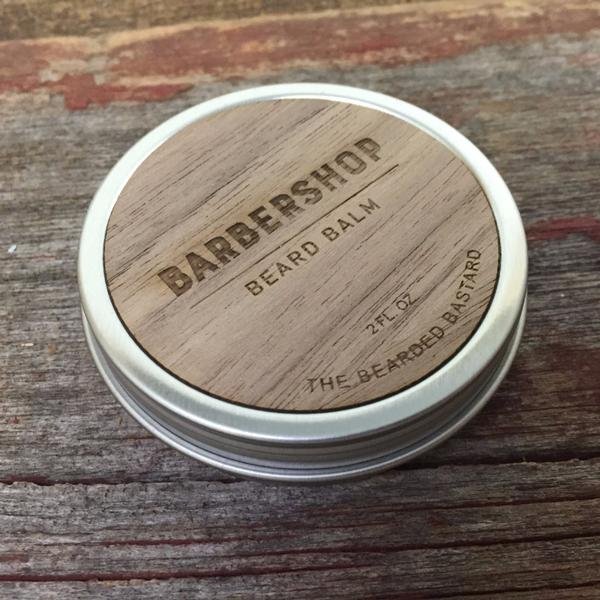 BARBERSHOP
BEARD BALM
2 FL. OZ
THE BEARDED BASTARD